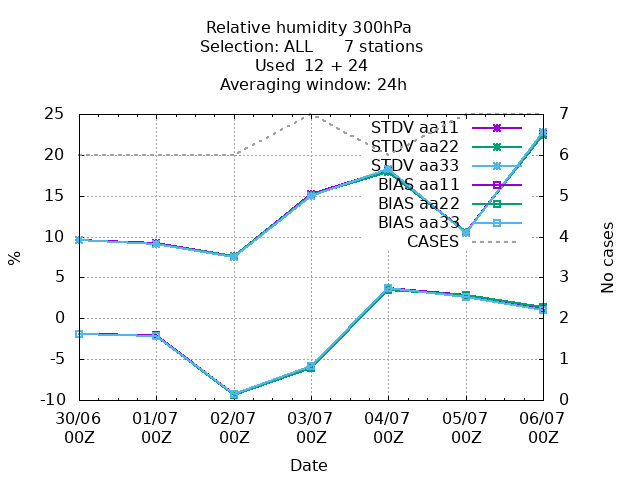 Relative humidity 300hPa
Selection: ALL 7 stations
Used 12 + 24
Averaging window: 24h
25
20
15
10
5
0
-5
-10
%
7
6
5
4
3
2
1
0
No cases
STDV aa11
STDV aa22
STDV aa33
BIAS aa11
BIAS aa22
BIAS aa33
CASES
30/06 01/07 02/07 03/07 04/07 05/07 06/07
00Z 00Z 00Z 00Z 00Z 00Z 00Z
Date